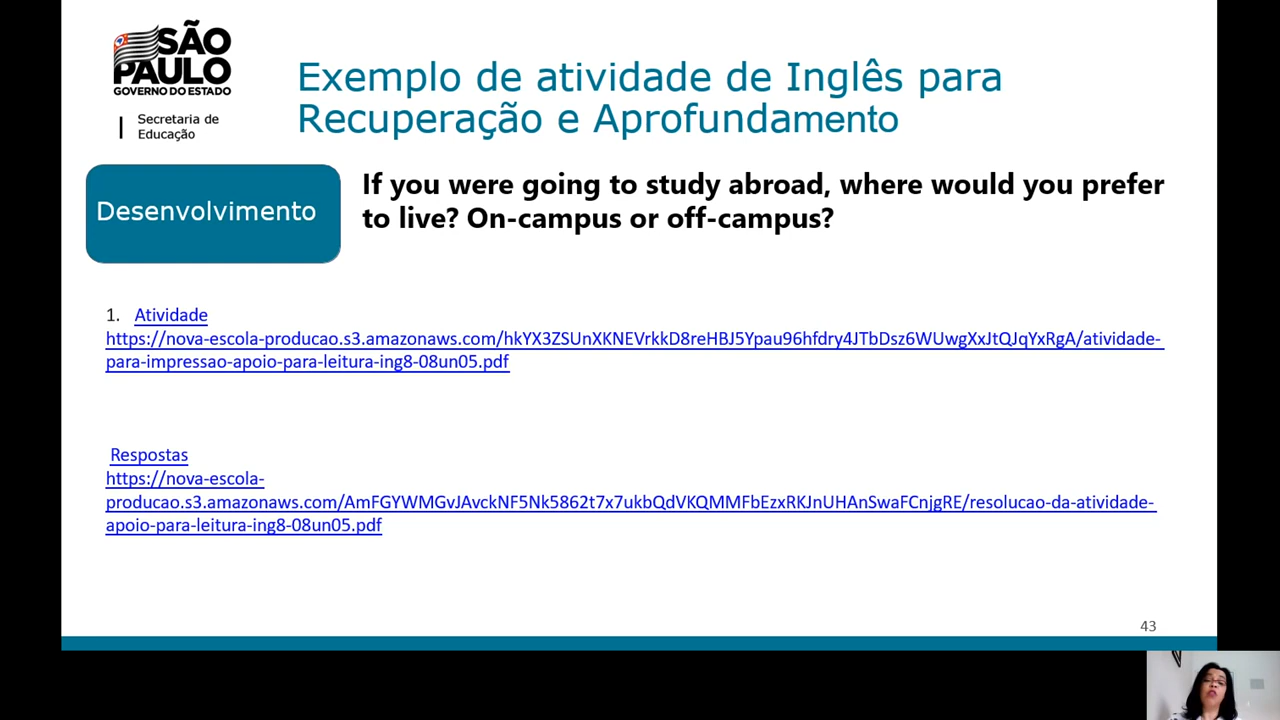 SÃO
PAULO
GOVERNO DO ESTADO
Secretaria de
Educação
Exemplo de atividade de Inglês para
Recuperação e Aprofundamento
Desenvolvimento
If you were going to study abroad, where would you prefer
to live? On-campus or off-campus?
1. Atividade
https://nova-escola-producao.s3.amazonaws.com/hkYX3ZSUnXKNEVrkkD8reHBJ5Ypau96hfdry4JTbDsz6WUwgXxJtQJqYxRgA/atividade-
para-impressao-apoio-para-leitura-ing8-08un05.pdf
Respostas
https://nova-escola-
producao.s3.amazonaws.com/AmFGYWMGvJAvckNF5Nk5862t7x7ukbQdVKQMMFbEzxRKJnUHAnSwaFCnjgRE/resolucao-da-atividade-
apoio-para-leitura-ing8-08un05.pdf
43